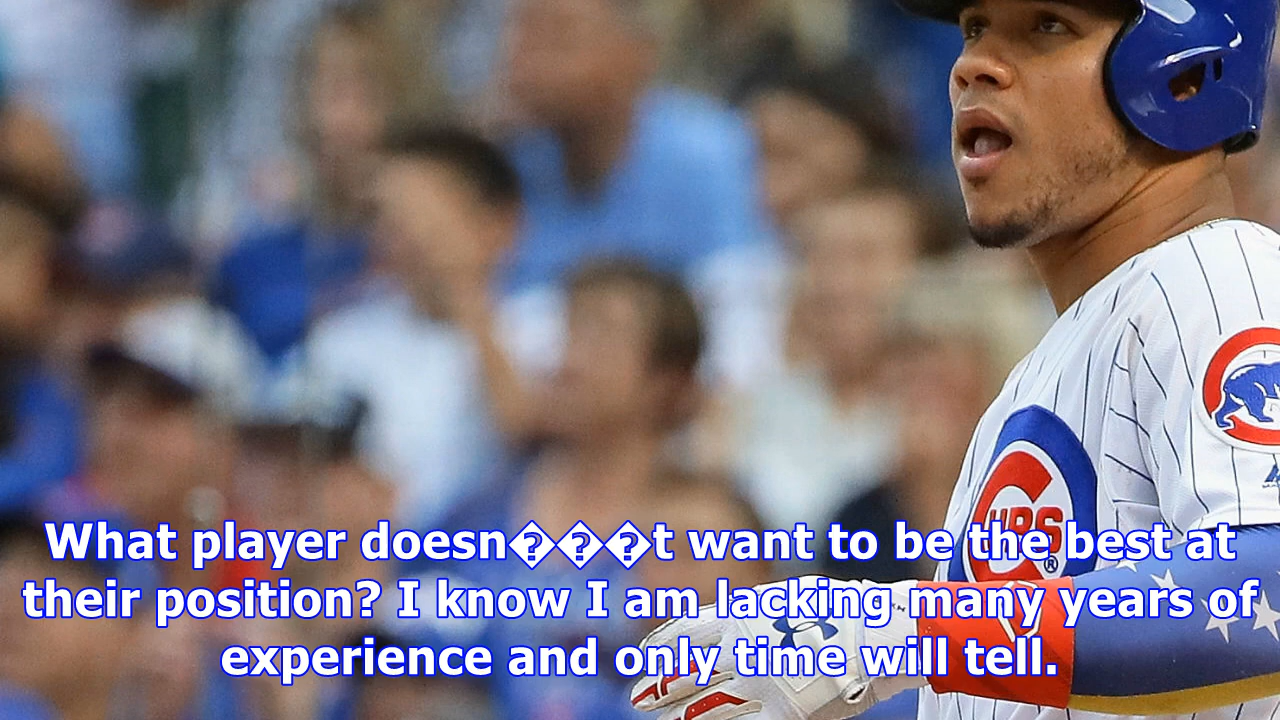 What player doesn���t want to be the best at
their position? I know I am lacking many years of
experience and only time will tell.
CUBS
®